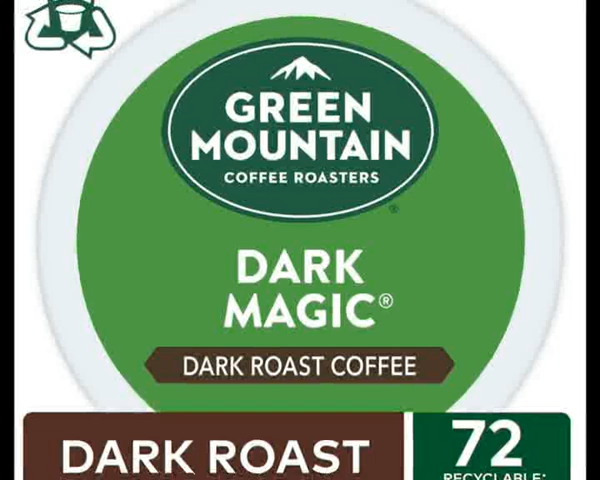 GREEN
MOUNTAIN
COFFEE ROASTERS
®
DARK
MAGIC®
DARK ROAST COFFEE
DARK ROAST
72
RECYCLABLE*